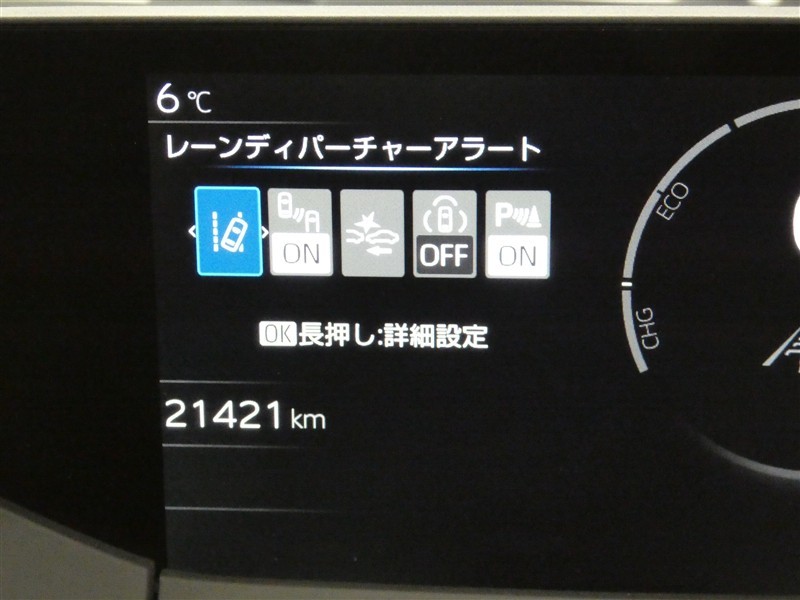 6℃
レーンディパーチャーアラート
ON OFF P ON
OK長押し:詳細設定
21421km
ECO
CHG